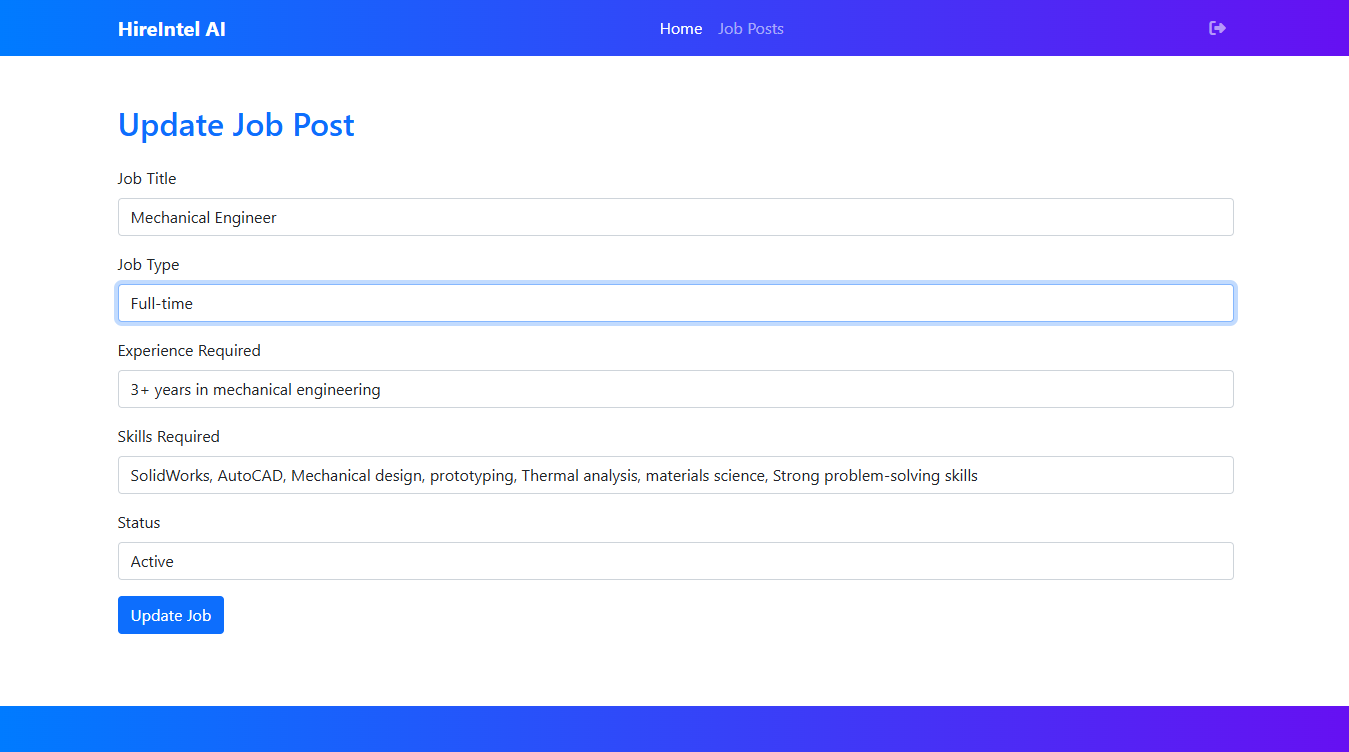 HireIntel AI Home Job Posts
Update Job Post
Job Title
Mechanical Engineer
Job Type
Full-time
Experience Required
3+ years in mechanical engineering
Skills Required
SolidWorks, AutoCAD, Mechanical design, prototyping, Thermal analysis, materials science, Strong problem-solving skills
Status
Active
Update Job